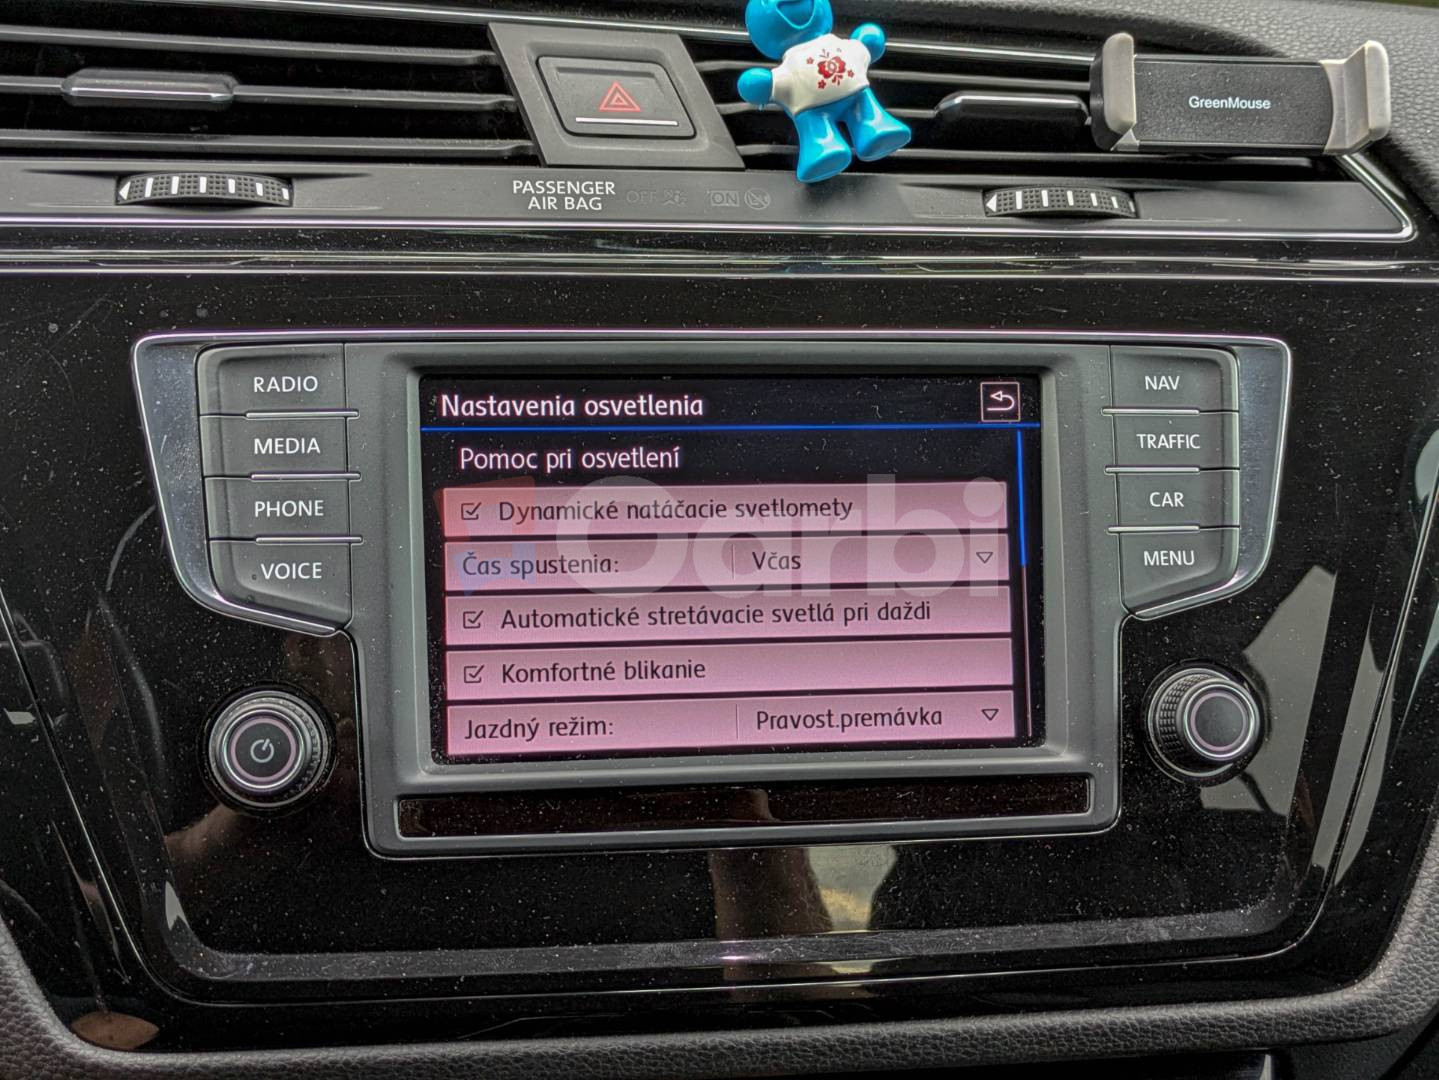 GreenMouse
PASSENGER
AIR BAG OFF ON
RADIO
MEDIA
PHONE
VOICE
Nastavenia osvetlenia
Pomoc pri osvetlení
Dynamické natáčacie svetlomety
Čas spustenia: Včas
Automatické stretávacie svetlá pri daždi
Komfortné blikanie
Jazdný režim: Pravost.premávka
NAV
TRAFFIC
CAR
MENU
Carbi